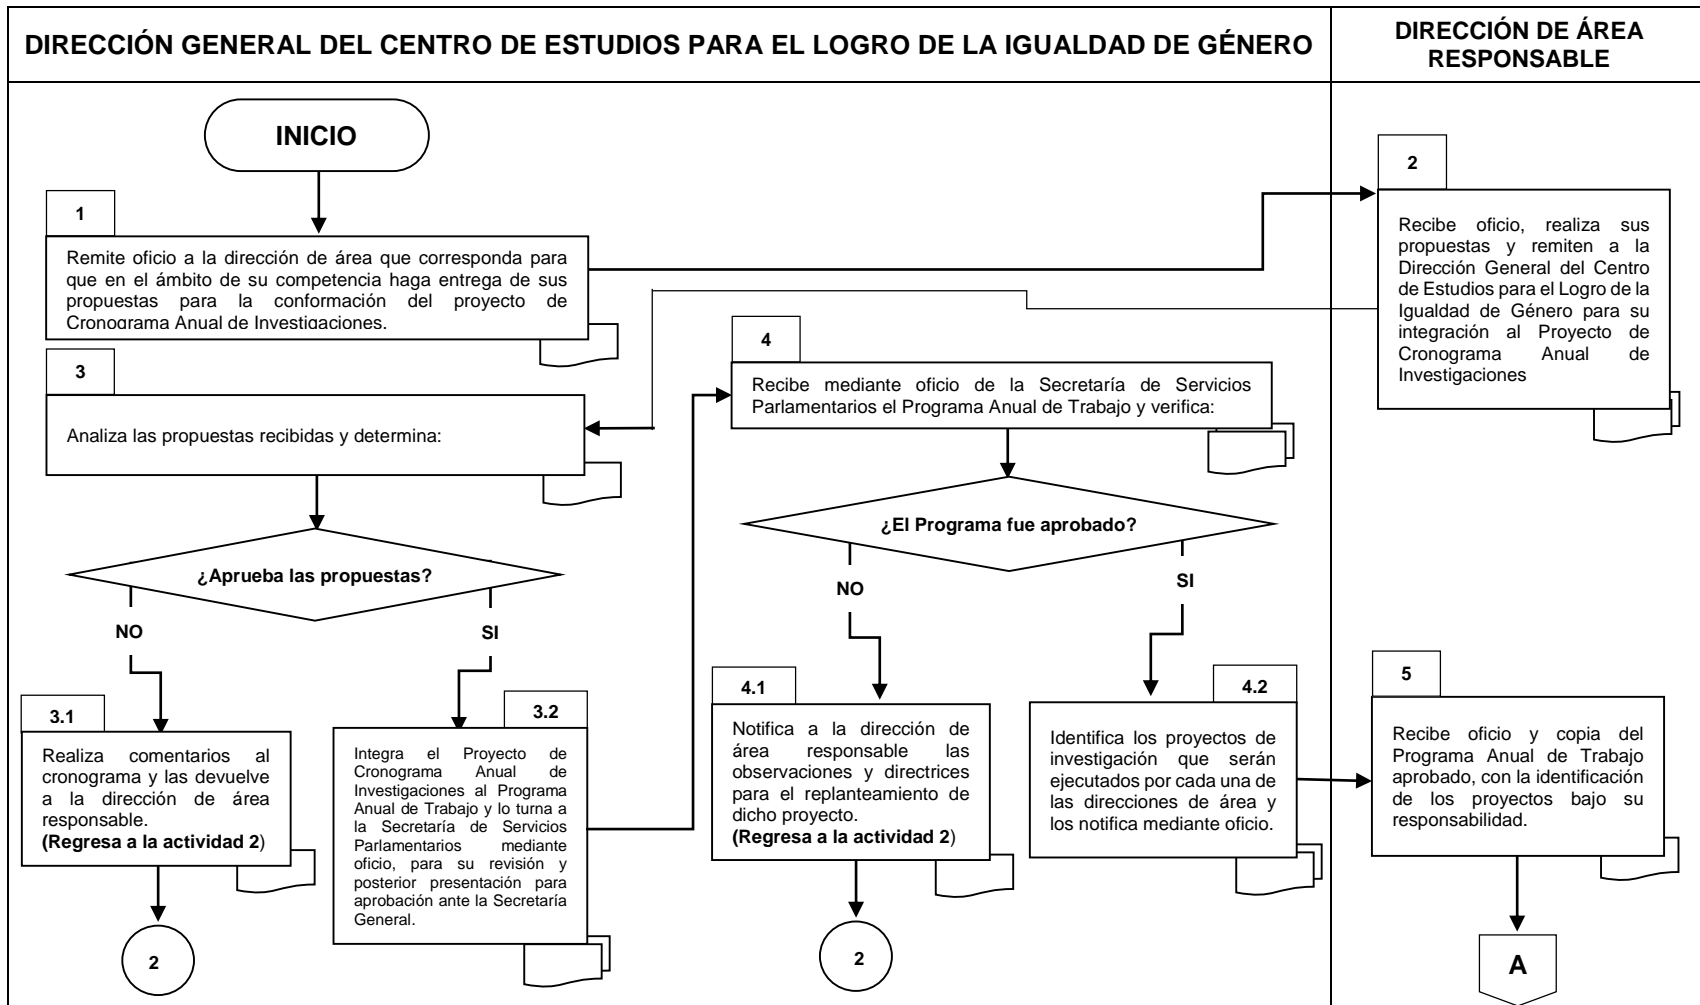 DIRECCIÓN GENERAL DEL CENTRO DE ESTUDIOS PARA EL LOGRO DE LA IGUALDAD DE GÉNERO
DIRECCIÓN DE ÁREA
RESPONSABLE
INICIO
1
Remite oficio a la dirección de área que corresponda para
que en el ámbito de su competencia haga entrega de sus
propuestas para la conformación del proyecto de
Cronograma Anual de Investigaciones.
2
Recibe oficio, realiza sus
propuestas y remiten a la
Dirección General del Centro
de Estudios para el Logro de la
Igualdad de Género para su
integración al Proyecto de
Cronograma Anual de
Investigaciones
3
Analiza las propuestas recibidas y determina:
¿Aprueba las propuestas?
NO
SI
3.1
Realiza comentarios al
cronograma y las devuelve
a la dirección de área
responsable.
(Regresa a la actividad 2)
2
3.2
Integra el Proyecto de
Cronograma Anual de
Investigaciones al Programa
Anual de Trabajo y lo turna a
la Secretaría de Servicios
Parlamentarios mediante
oficio, para su revisión y
posterior presentación para
aprobación ante la Secretaría
General.
4
Recibe mediante oficio de la Secretaría de Servicios
Parlamentarios el Programa Anual de Trabajo y verifica:
¿El Programa fue aprobado?
NO
SI
4.1
Notifica a la dirección de
área responsable las
observaciones y directrices
para el replanteamiento de
dicho proyecto.
(Regresa a la actividad 2)
2
4.2
Identifica los proyectos de
investigación que serán
ejecutados por cada una de
las direcciones de área y
los notifica mediante oficio.
5
Recibe oficio y copia del
Programa Anual de Trabajo
aprobado, con la identificación
de los proyectos bajo su
responsabilidad.
A